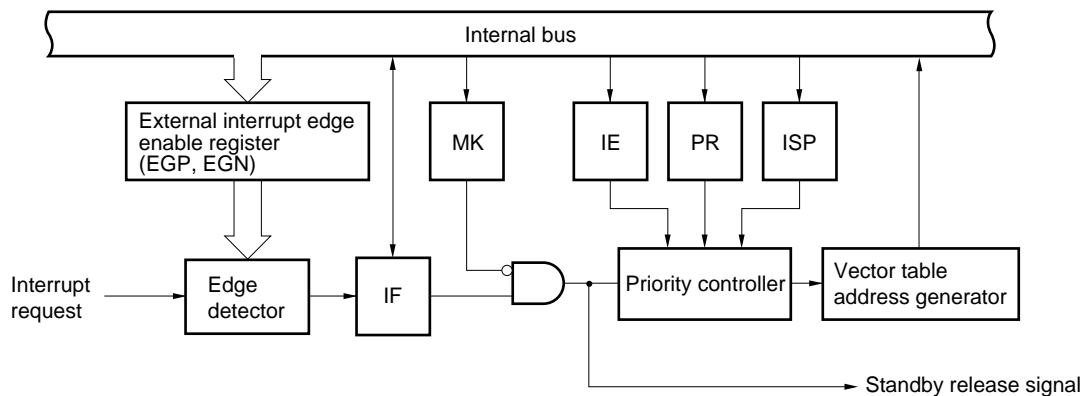 Internal bus
External interrupt edge
enable register
(EGP, EGN)
MK
IE
PR
ISP
Interrupt
request
Edge
detector
IF
Priority controller
Vector table
address generator
Standby release signal